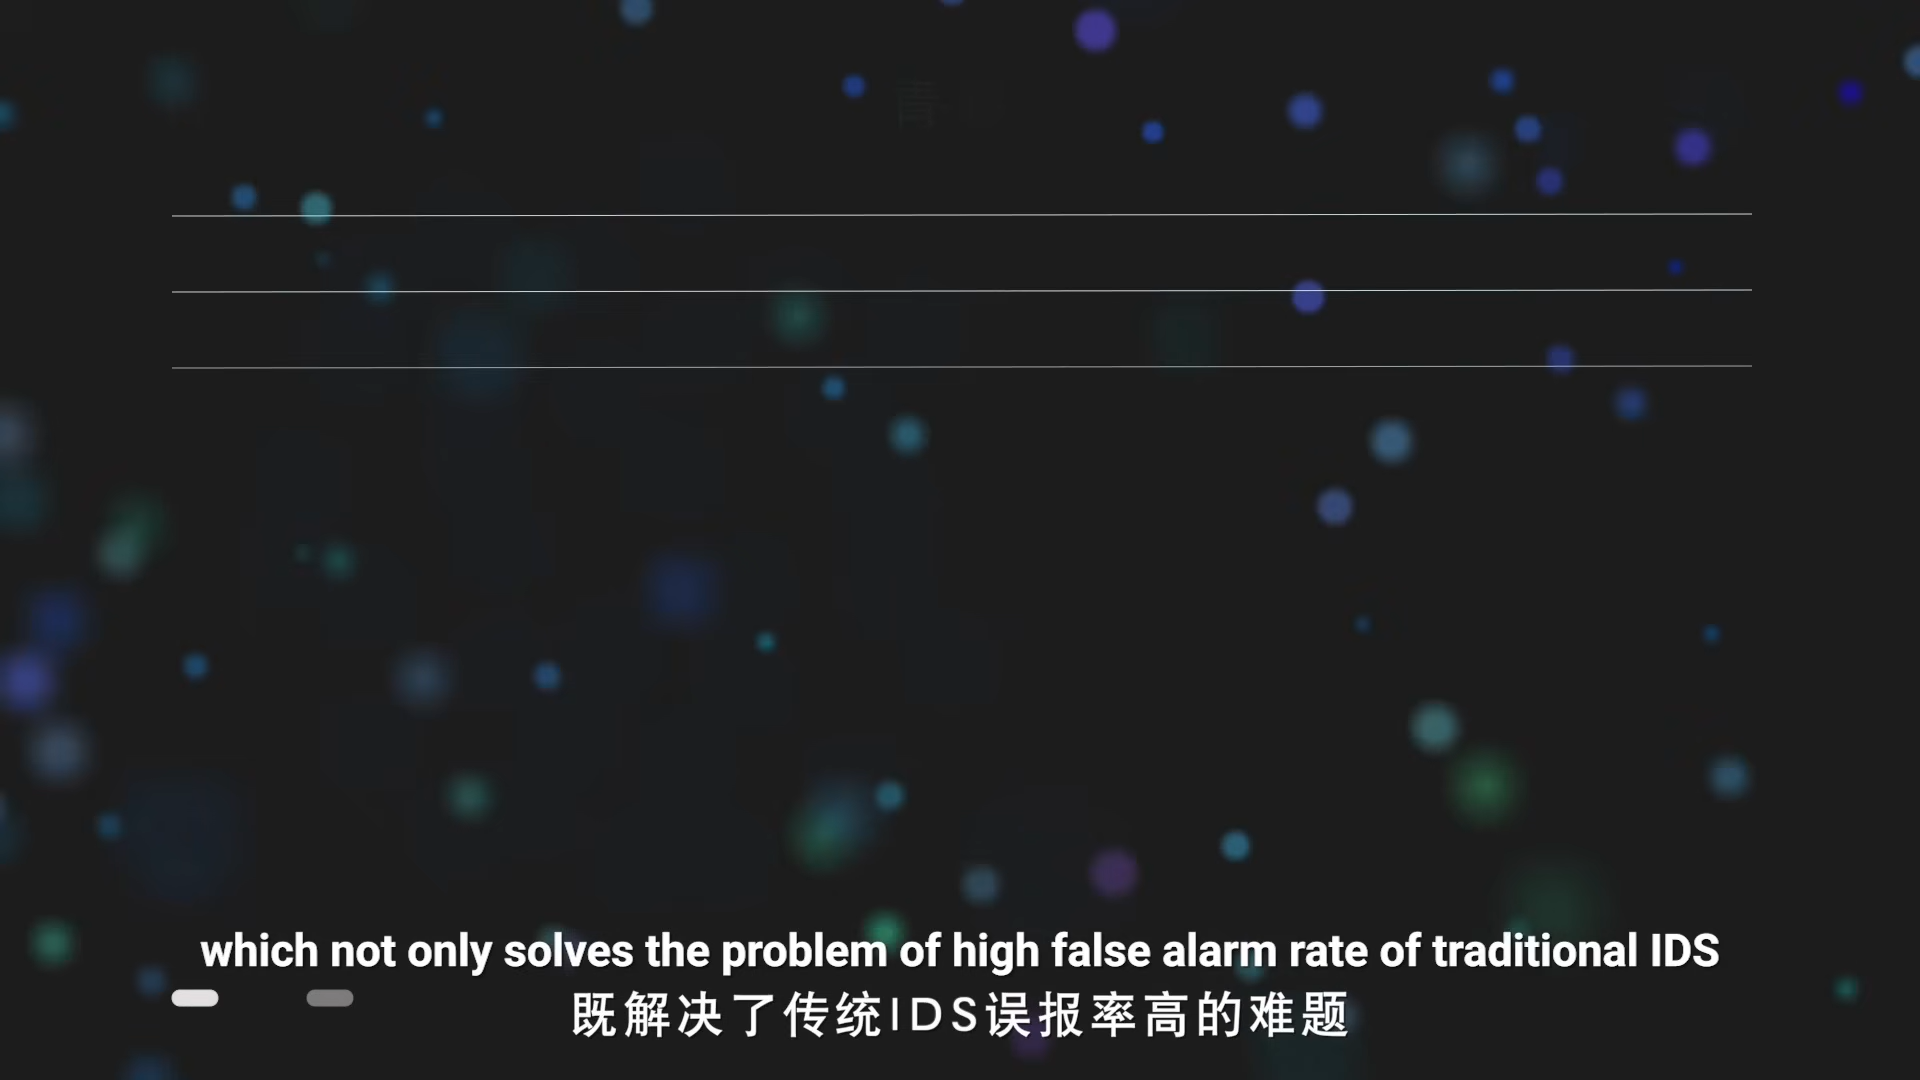 which not only solves the problem of high false alarm rate of traditional IDS
既解决了传统IDS误报率高的难题